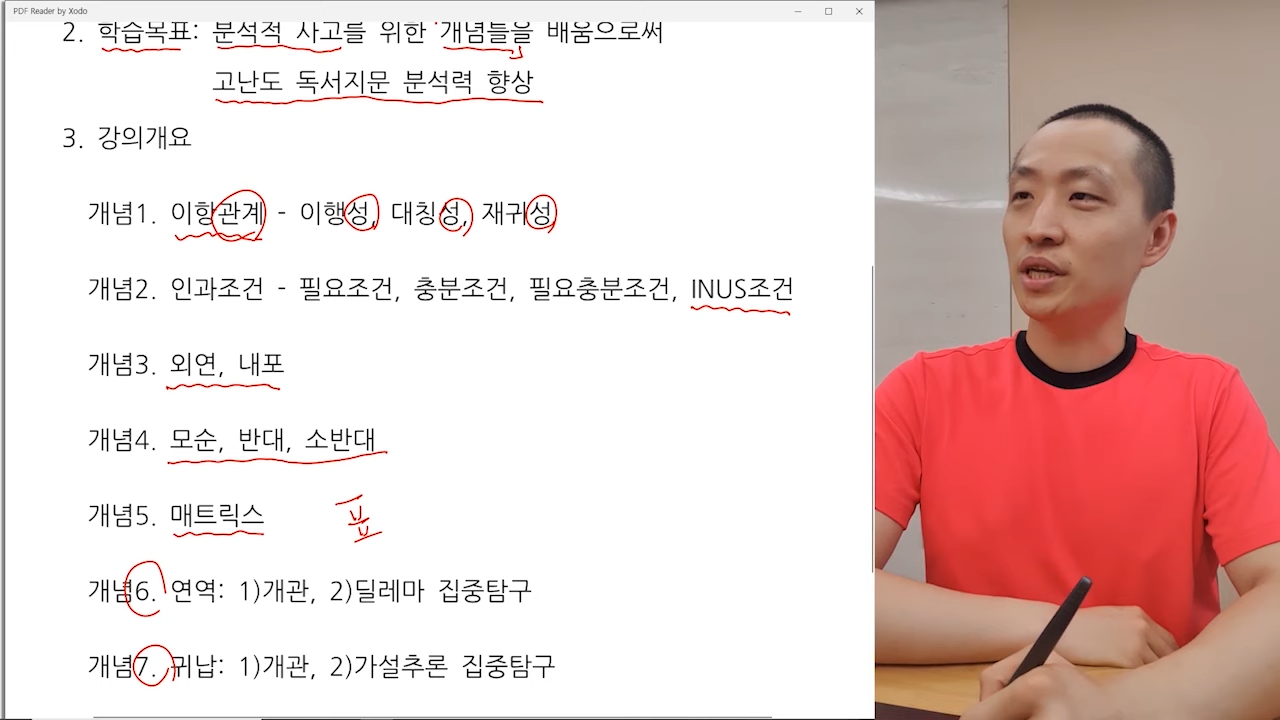 PDF Reader by Xodo
2. 학습목표: 분석적 사고를 위한 개념들을 배움으로써
고난도 독서지문 분석력 향상
3. 강의개요
개념1. 이항관계 - 이행성, 대칭성, 재귀성
개념2. 인과조건 - 필요조건, 충분조건, 필요충분조건, INUS조건
개념3. 외연, 내포
개념4. 모순, 반대, 소반대
개념5. 매트릭스
개념6. 연역: 1)개관, 2)딜레마 집중탐구
개념7. 귀납: 1)개관, 2)가설추론 집중탐구